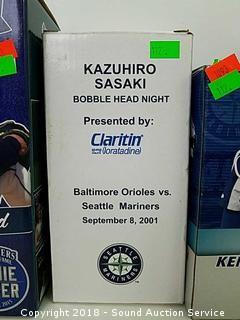 KAZUHIRO
SASAKI
BOBBLE HEAD NIGHT
Presented by:
Claritin
(loratadine)
Baltimore Orioles vs.
Seattle Mariners
September 8, 2001
SEATTLE
MARINERS
KE
Copyright 2018 - Sound Auction Service